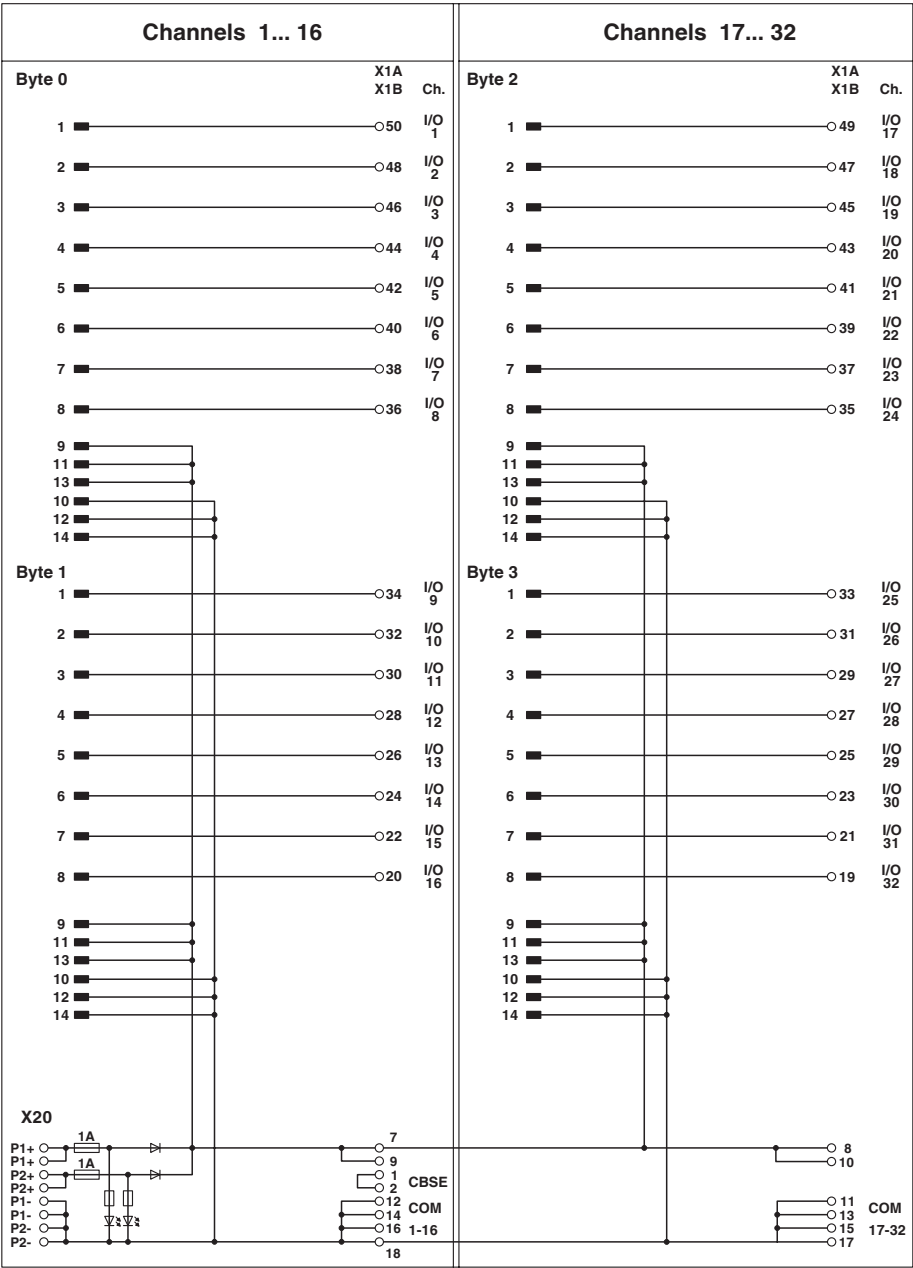 Channels 1... 16
Channels 17... 32
Byte 0
X1A
X1B Ch.
1 50 I/O 1
2 48 I/O 2
3 46 I/O 3
4 44 I/O 4
5 42 I/O 5
6 40 I/O 6
7 38 I/O 7
8 36 I/O 8
9
11
13
10
12
14
Byte 1
1 34 I/O 9
2 32 I/O 10
3 30 I/O 11
4 28 I/O 12
5 26 I/O 13
6 24 I/O 14
7 22 I/O 15
8 20 I/O 16
9
11
13
10
12
14
Byte 2
X1A
X1B Ch.
1 49 I/O 17
2 47 I/O 18
3 45 I/O 19
4 43 I/O 20
5 41 I/O 21
6 39 I/O 22
7 37 I/O 23
8 35 I/O 24
9
11
13
10
12
14
Byte 3
1 33 I/O 25
2 31 I/O 26
3 29 I/O 27
4 27 I/O 28
5 25 I/O 29
6 23 I/O 30
7 21 I/O 31
8 19 I/O 32
9
11
13
10
12
14
X20
P1+ 1A 7 8
P1+ 9 10
P2+ 1A 1 CBSE
P2+ 2
P1- 12 COM 11 COM
P1- 14 13
P2- 16 1-16 15 17-32
P2- 18 17